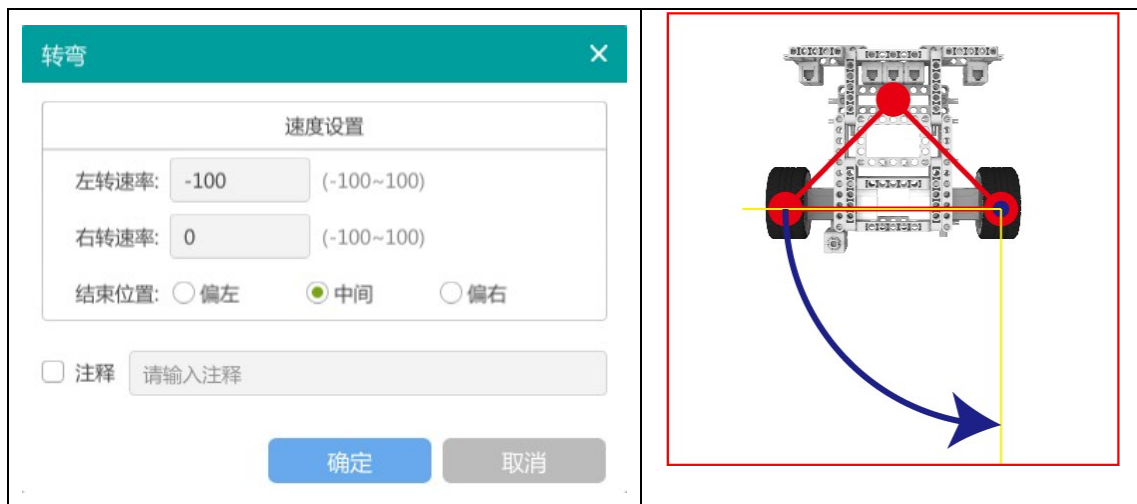 转弯
速度设置
左转速率: -100 (-100~100)
右转速率: 0 (-100~100)
结束位置: 偏左 中间 偏右
注释 请输入注释
确定 取消